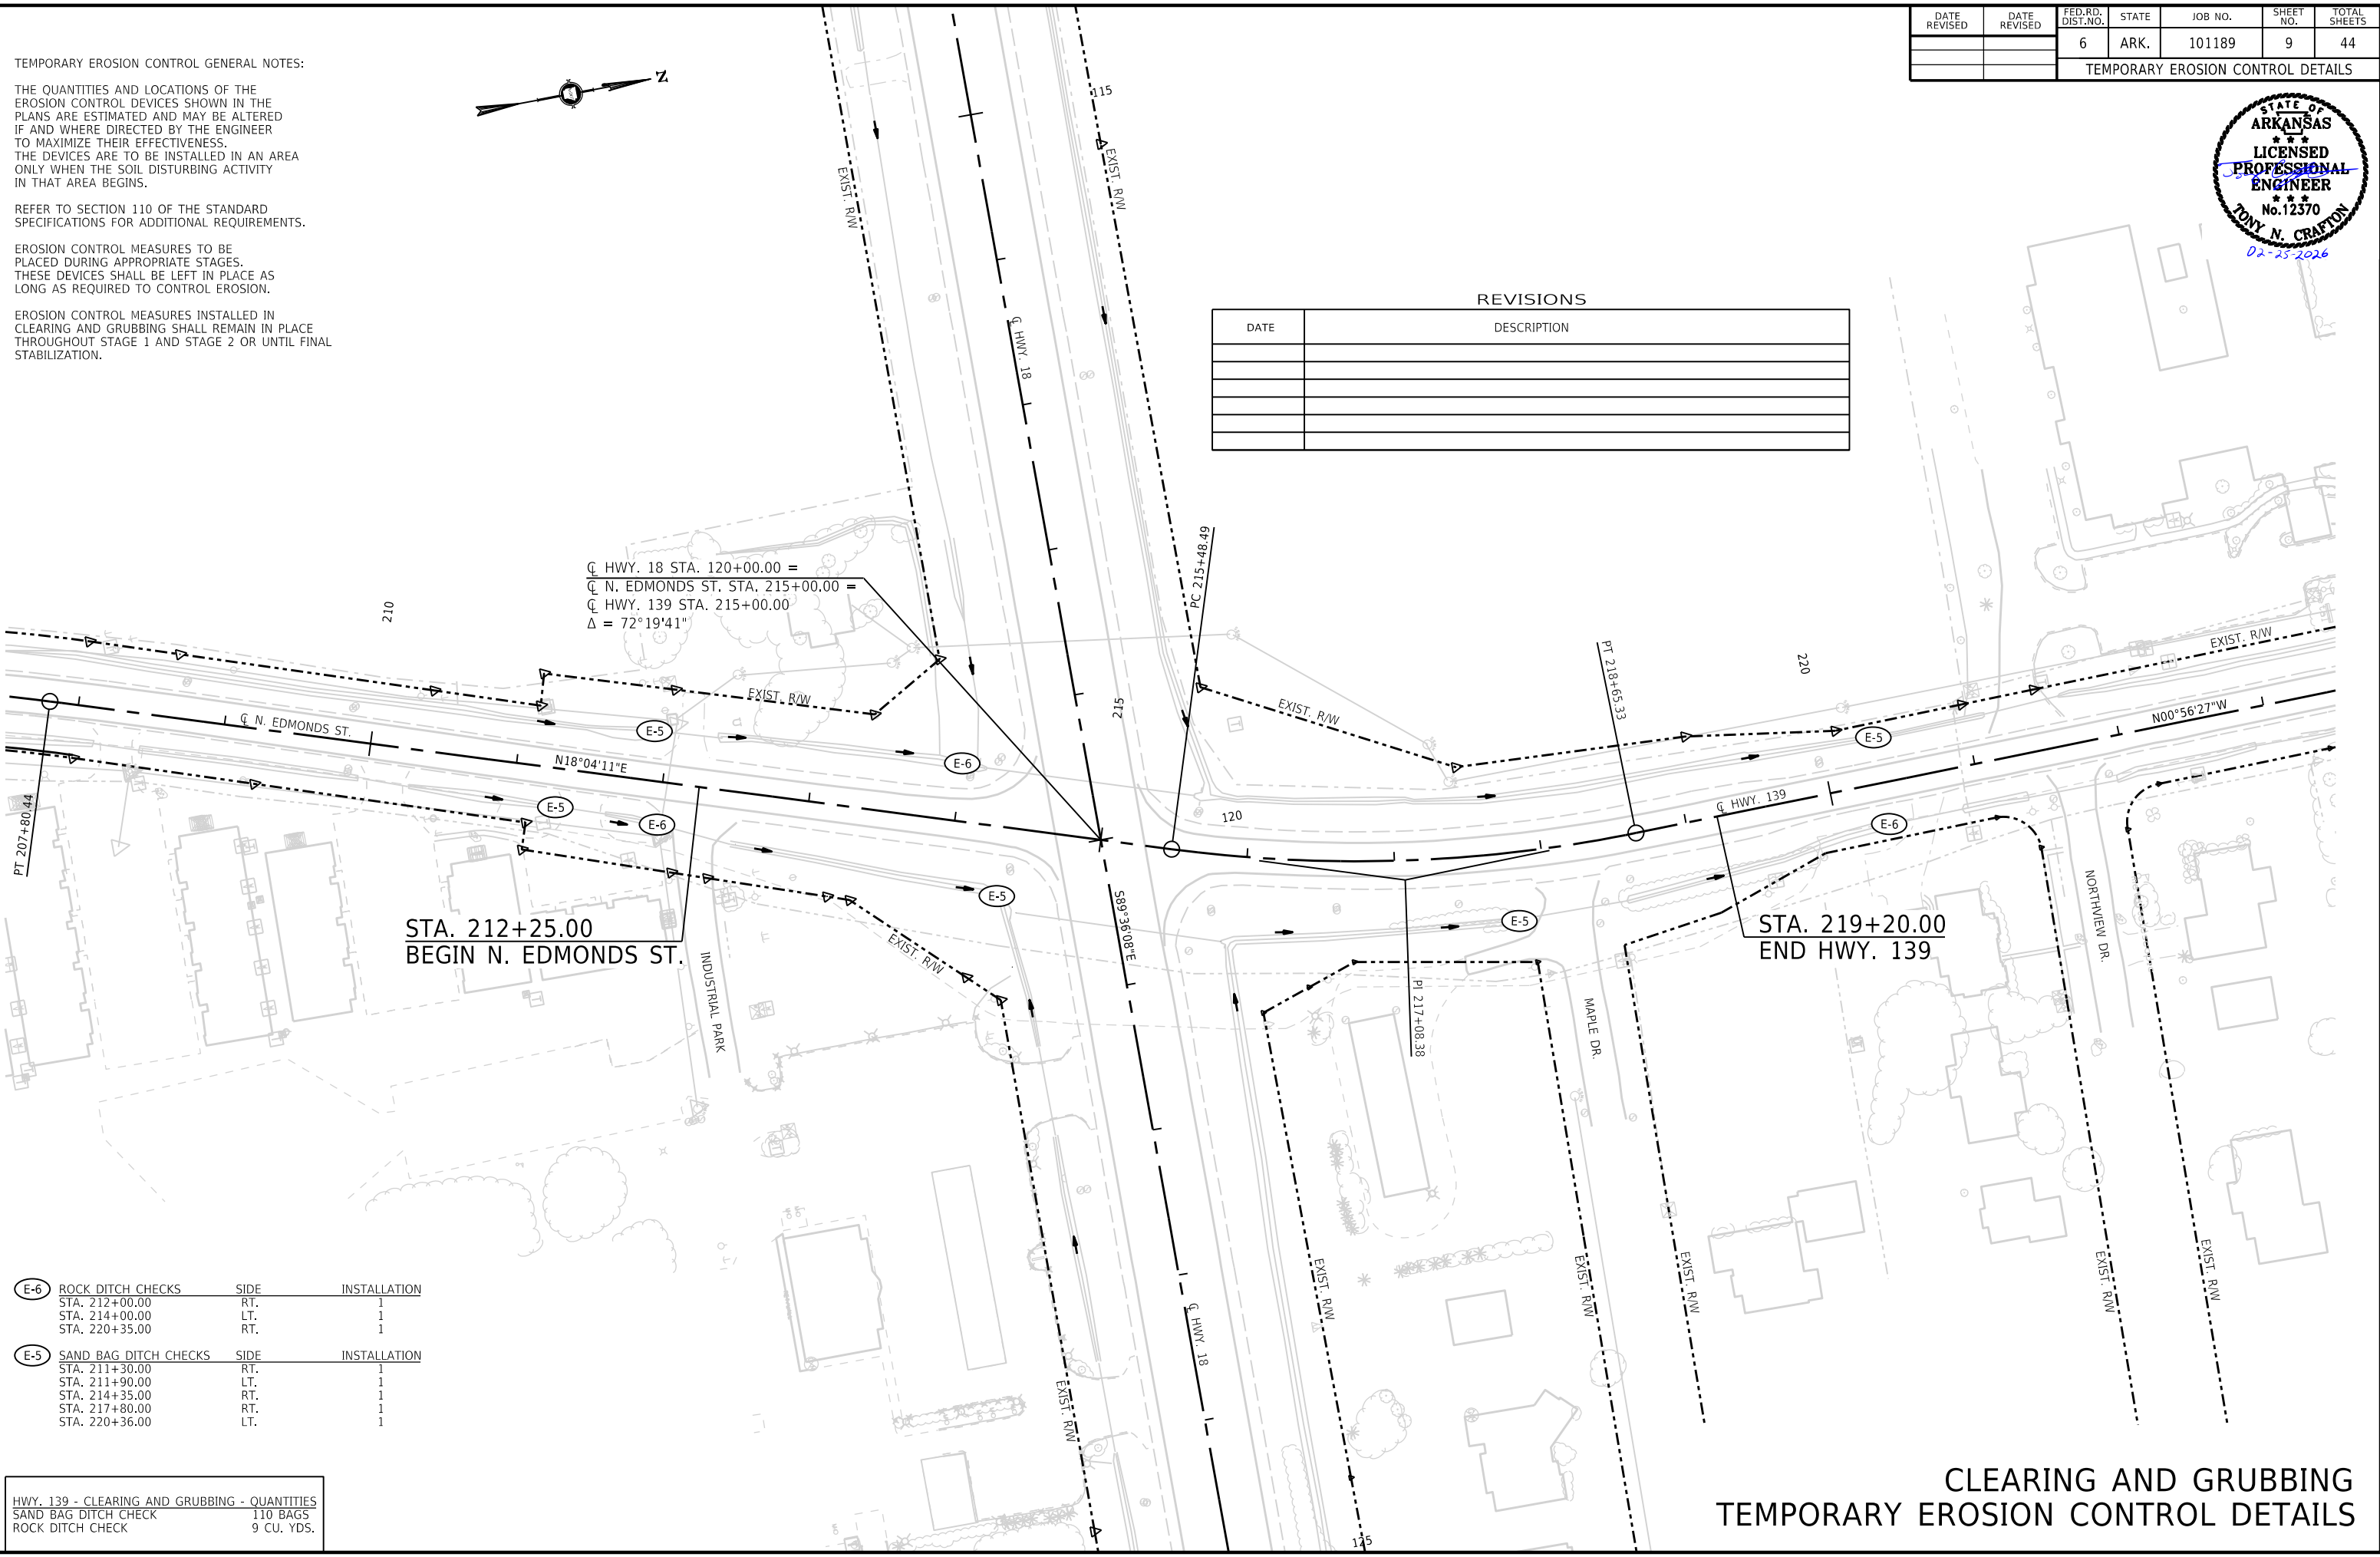 DATE REVISED
DATE REVISED
FED.RD. DIST.NO.
STATE
JOB NO.
SHEET NO.
TOTAL SHEETS
6
ARK.
101189
9
44
TEMPORARY EROSION CONTROL DETAILS
STATE OF
ARKANSAS
★ ★ ★
LICENSED
PROFESSIONAL
ENGINEER
★ ★ ★
No.12370
TONY N. CRAFTON
02-25-2026
TEMPORARY EROSION CONTROL GENERAL NOTES:
THE QUANTITIES AND LOCATIONS OF THE
EROSION CONTROL DEVICES SHOWN IN THE
PLANS ARE ESTIMATED AND MAY BE ALTERED
IF AND WHERE DIRECTED BY THE ENGINEER
TO MAXIMIZE THEIR EFFECTIVENESS.
THE DEVICES ARE TO BE INSTALLED IN AN AREA
ONLY WHEN THE SOIL DISTURBING ACTIVITY
IN THAT AREA BEGINS.
REFER TO SECTION 110 OF THE STANDARD
SPECIFICATIONS FOR ADDITIONAL REQUIREMENTS.
EROSION CONTROL MEASURES TO BE
PLACED DURING APPROPRIATE STAGES.
THESE DEVICES SHALL BE LEFT IN PLACE AS
LONG AS REQUIRED TO CONTROL EROSION.
EROSION CONTROL MEASURES INSTALLED IN
CLEARING AND GRUBBING SHALL REMAIN IN PLACE
THROUGHOUT STAGE 1 AND STAGE 2 OR UNTIL FINAL
STABILIZATION.
N
115
EXIST. R/W
EXIST. R/W
℄ HWY. 18
REVISIONS
DATE
DESCRIPTION
℄ HWY. 18 STA. 120+00.00 =
℄ N. EDMONDS ST. STA. 215+00.00 =
℄ HWY. 139 STA. 215+00.00
Δ = 72°19'41"
PC 215+48.49
210
215
PT 218+65.33
220
EXIST. R/W
EXIST. R/W
EXIST. R/W
℄ N. EDMONDS ST.
E-5
E-6
E-5
N00°56'27"W
N18°04'11"E
E-5
E-6
120
℄ HWY. 139
E-6
PT 207+80.44
E-5
E-5
STA. 212+25.00
BEGIN N. EDMONDS ST.
STA. 219+20.00
END HWY. 139
EXIST. R/W
S89°36'08"E
INDUSTRIAL PARK
PI 217+08.38
MAPLE DR.
NORTHVIEW DR.
EXIST. R/W
EXIST. R/W
EXIST. R/W
EXIST. R/W
EXIST. R/W
EXIST. R/W
℄ HWY. 18
125
E-6 ROCK DITCH CHECKS SIDE INSTALLATION
STA. 212+00.00 RT. 1
STA. 214+00.00 LT. 1
STA. 220+35.00 RT. 1
E-5 SAND BAG DITCH CHECKS SIDE INSTALLATION
STA. 211+30.00 RT. 1
STA. 211+90.00 LT. 1
STA. 214+35.00 RT. 1
STA. 217+80.00 RT. 1
STA. 220+36.00 LT. 1
HWY. 139 - CLEARING AND GRUBBING - QUANTITIES
SAND BAG DITCH CHECK 110 BAGS
ROCK DITCH CHECK 9 CU. YDS.
CLEARING AND GRUBBING
TEMPORARY EROSION CONTROL DETAILS